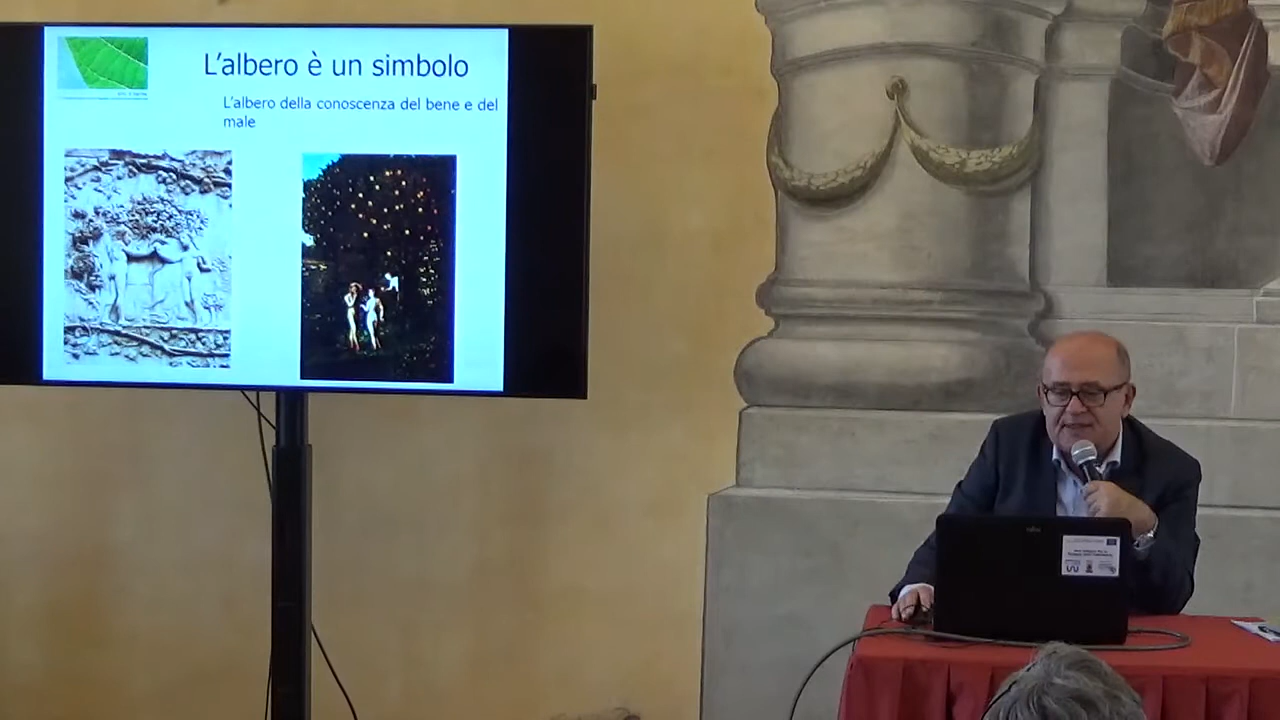 L'albero è un simbolo
L'albero della conoscenza del bene e del
male